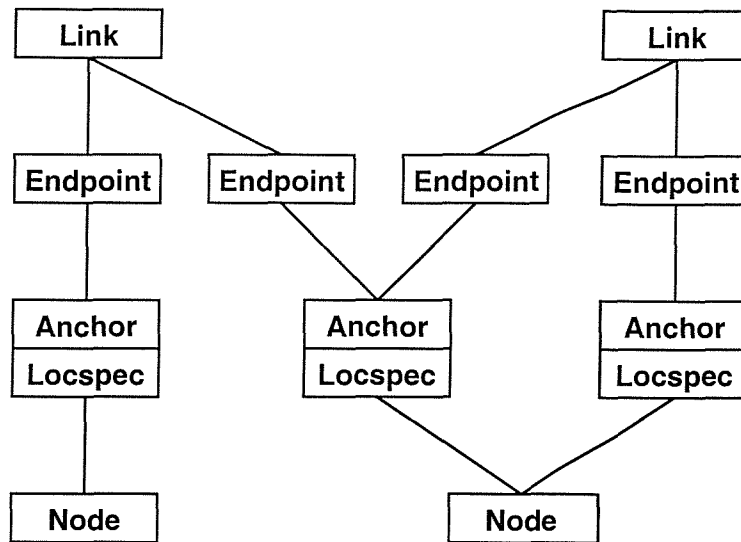 Link
Link
Endpoint
Endpoint
Endpoint
Endpoint
Anchor
Locspec
Anchor
Locspec
Anchor
Locspec
Node
Node